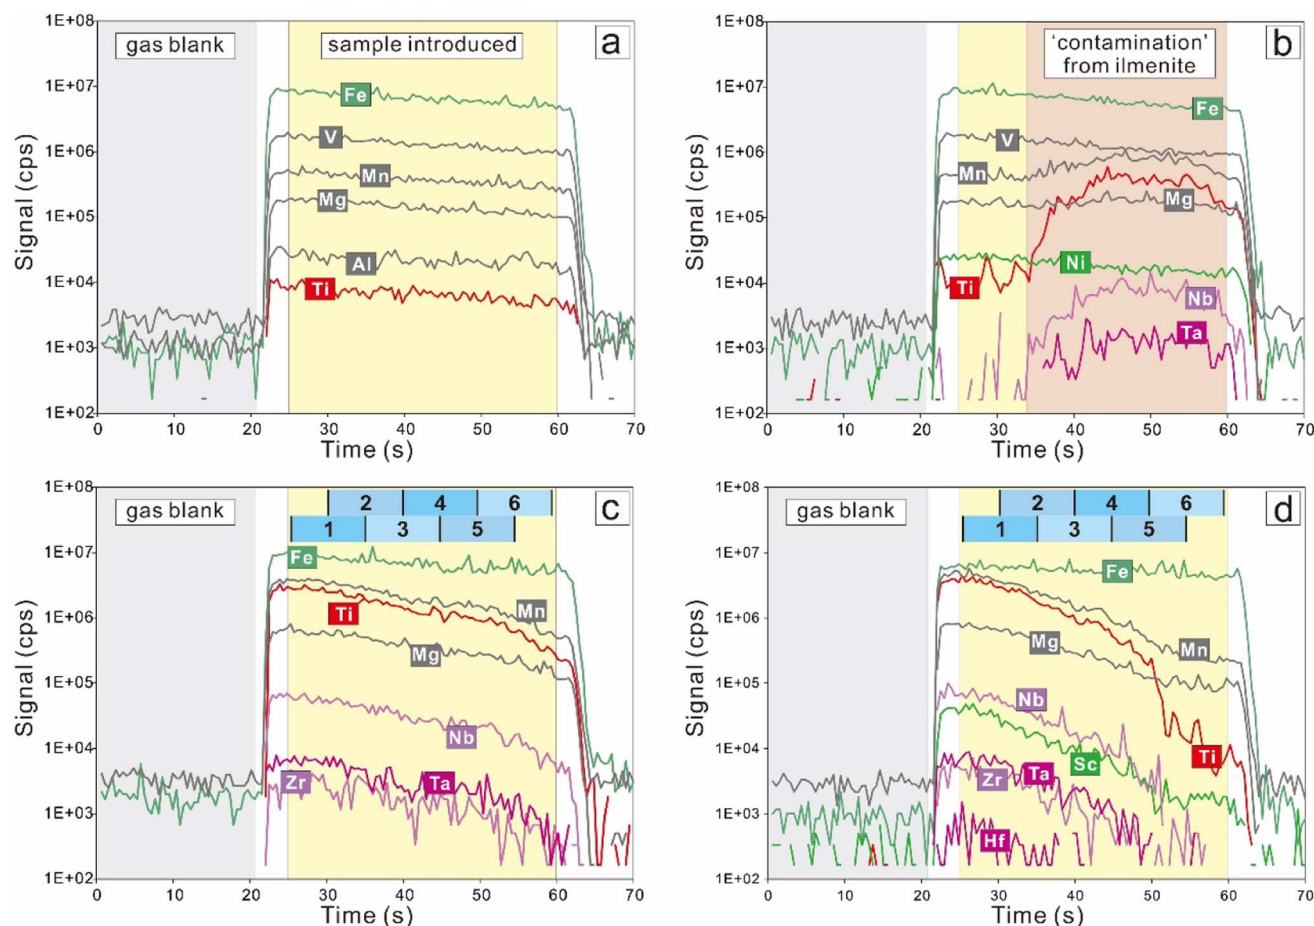 a
gas blank
sample introduced
Signal (cps)
1E+08
1E+07
1E+06
1E+05
1E+04
1E+03
1E+02
Fe
V
Mn
Mg
Al
Ti
0 10 20 30 40 50 60 70
Time (s)
b
gas blank
'contamination'
from ilmenite
Signal (cps)
1E+08
1E+07
1E+06
1E+05
1E+04
1E+03
1E+02
Fe
V
Mn
Mg
Ni
Ti
Nb
Ta
0 10 20 30 40 50 60 70
Time (s)
c
gas blank
2 4 6
1 3 5
Signal (cps)
1E+08
1E+07
1E+06
1E+05
1E+04
1E+03
1E+02
Fe
Mn
Ti
Mg
Nb
Zr
Ta
0 10 20 30 40 50 60 70
Time (s)
d
gas blank
2 4 6
1 3 5
Signal (cps)
1E+08
1E+07
1E+06
1E+05
1E+04
1E+03
1E+02
Fe
Mg
Mn
Nb
Sc
Ti
Zr
Ta
Hf
0 10 20 30 40 50 60 70
Time (s)